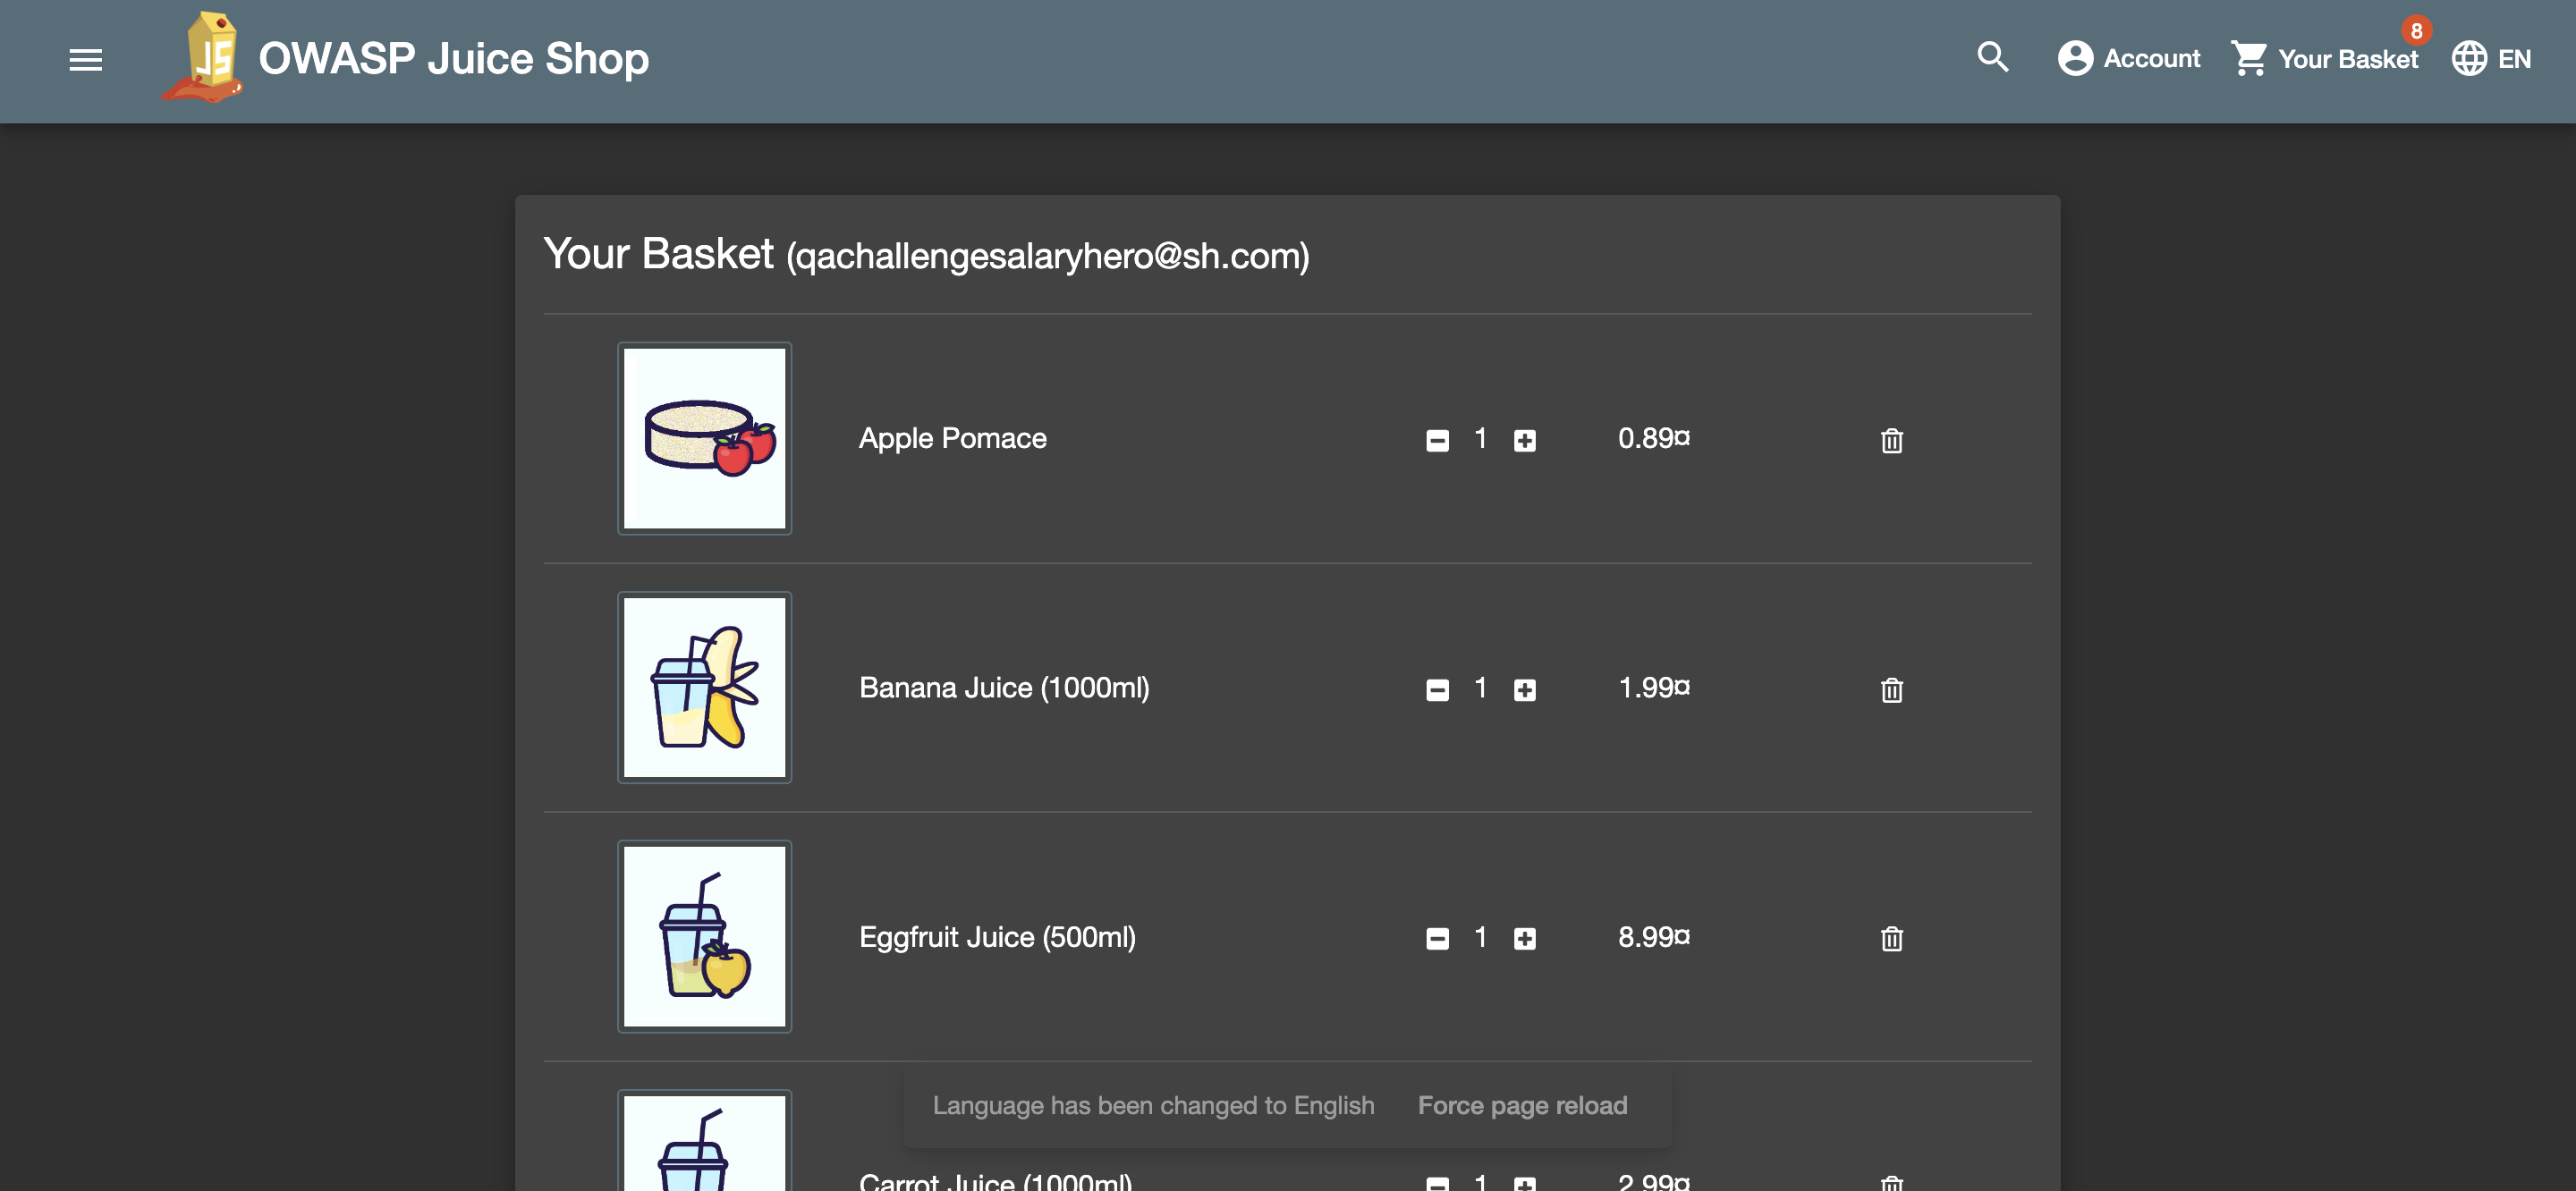 JS
OWASP Juice Shop
Account
Your Basket
8
EN
Your Basket (qachallengesalaryhero@sh.com)
Apple Pomace 1 0.89¤
Banana Juice (1000ml) 1 1.99¤
Eggfruit Juice (500ml) 1 8.99¤
Language has been changed to English Force page reload
Carrot Juice (1000ml) 1 2.99¤